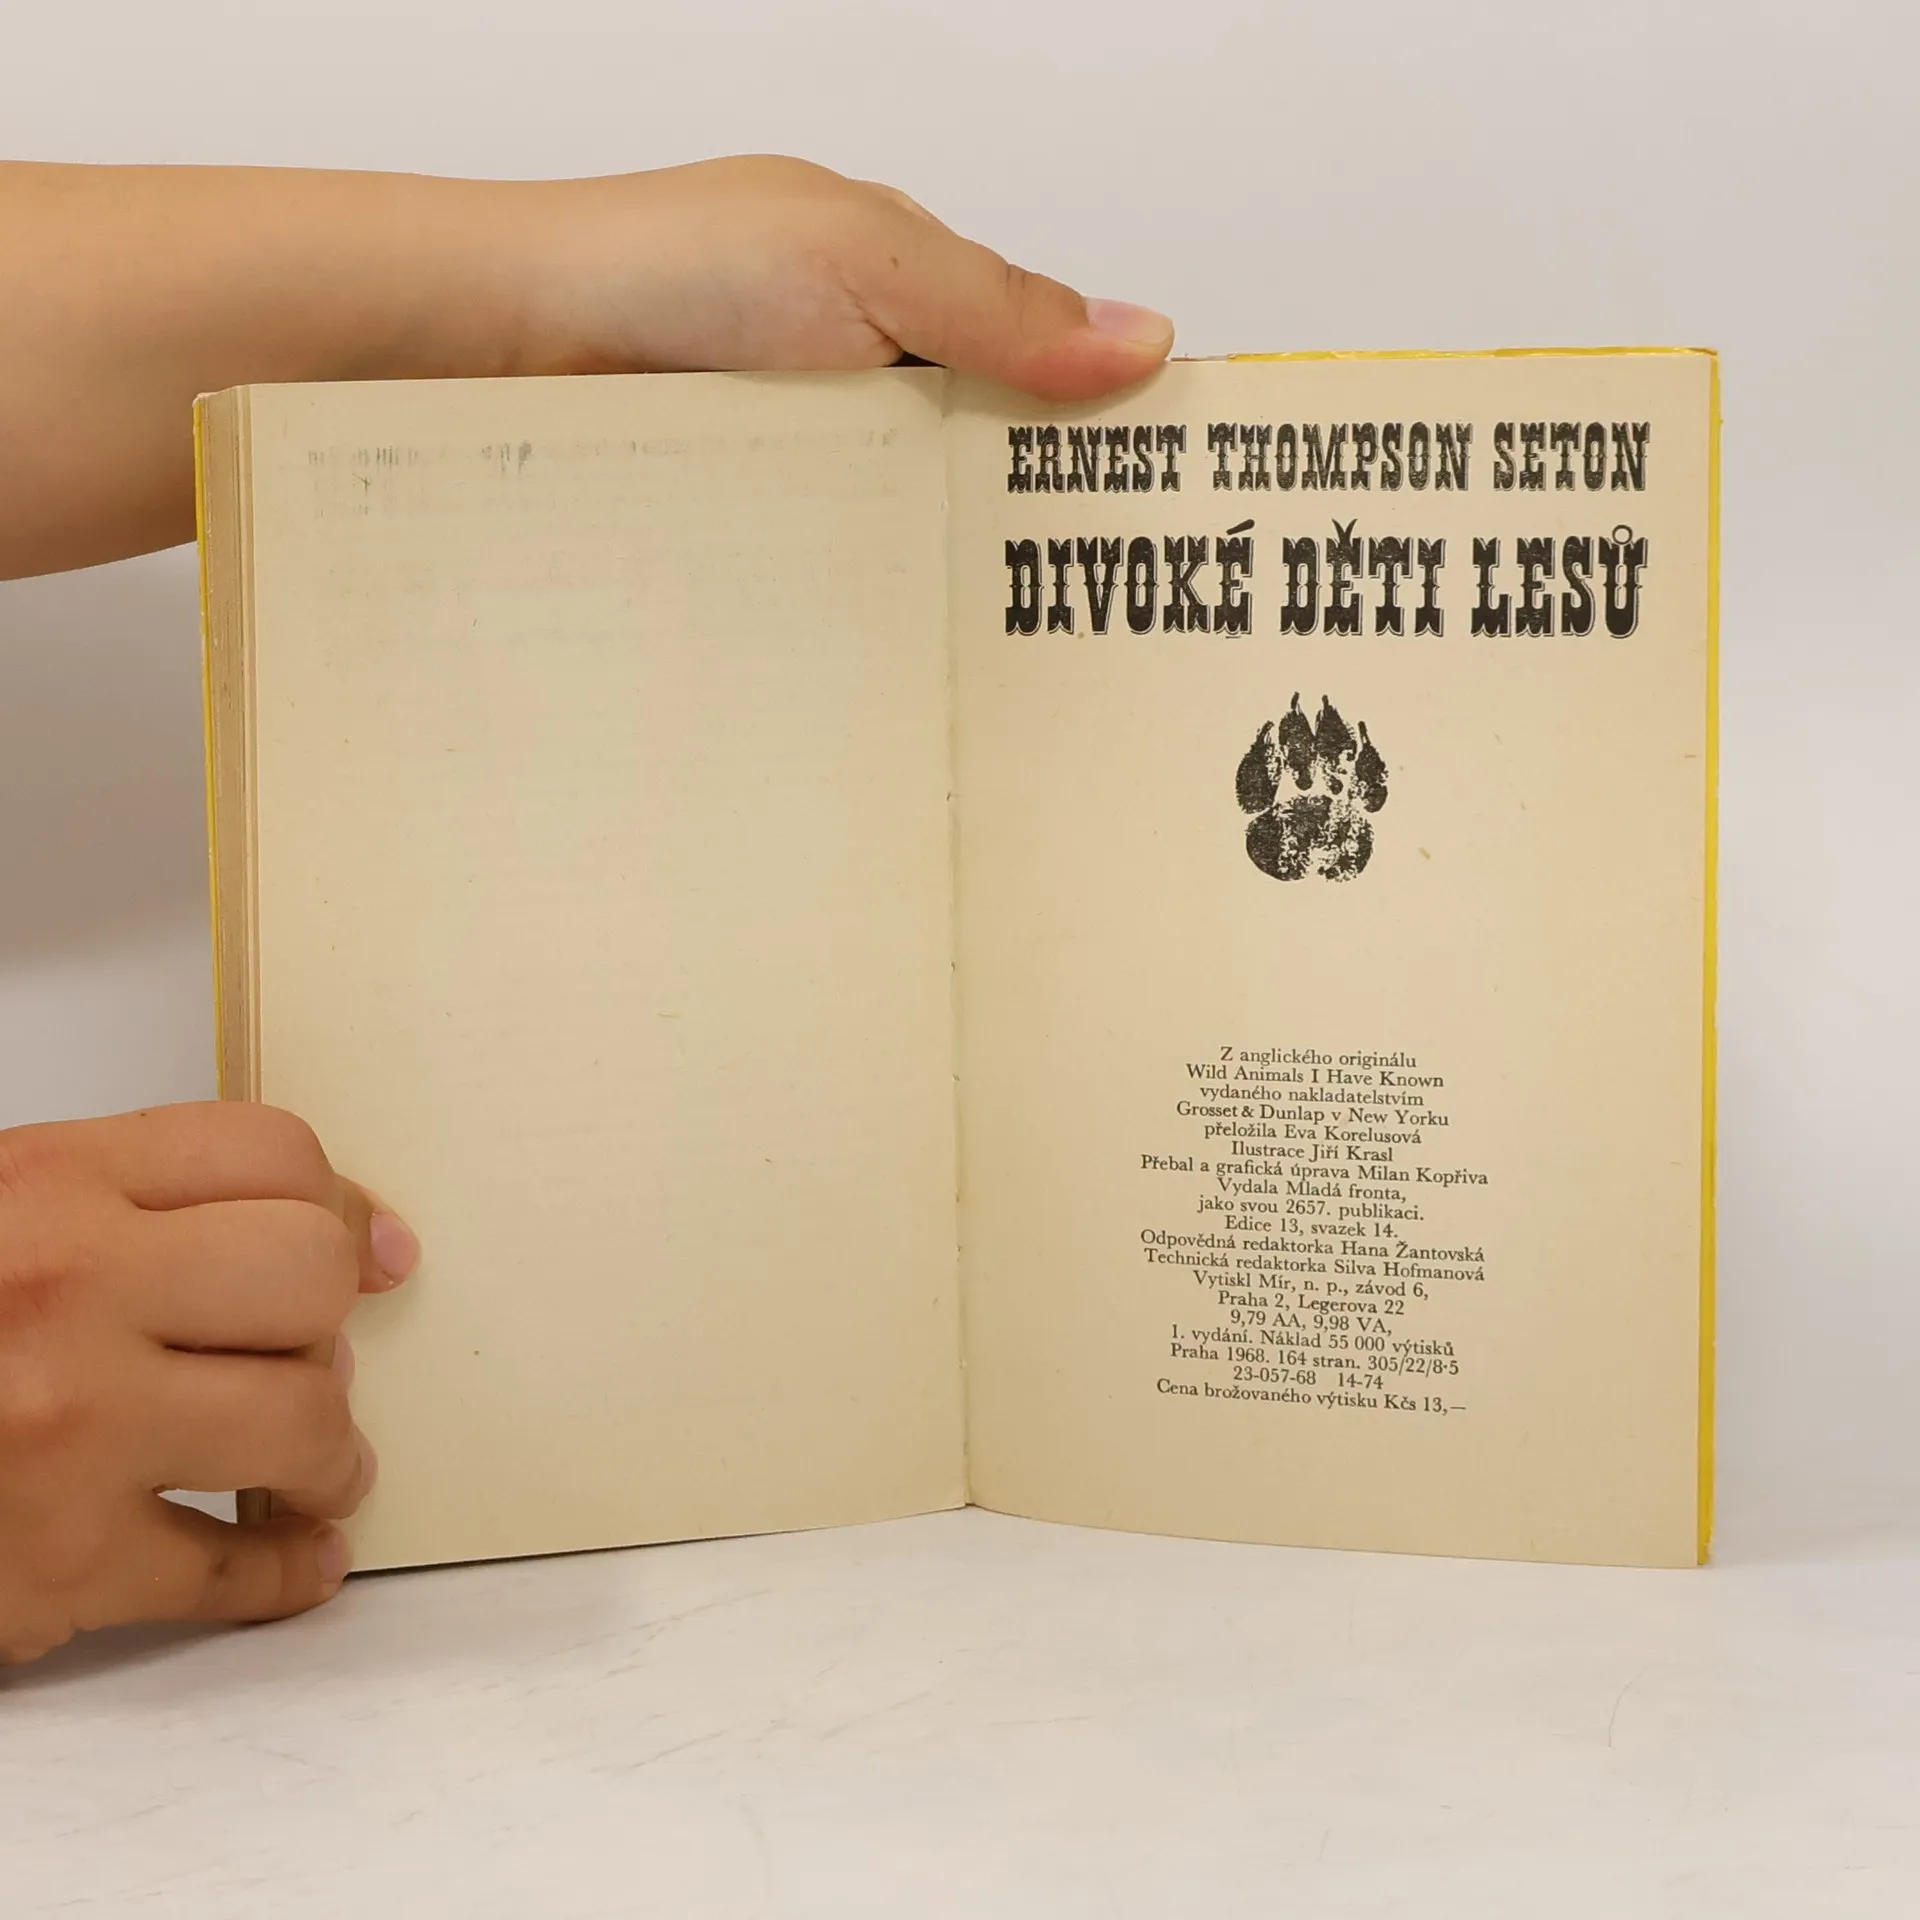 ERNEST THOMPSON SETON
DIVOKÉ DĚTI LESŮ
Z anglického originálu
Wild Animals I Have Known
vydaného nakladatelstvím
Grosset & Dunlap v New Yorku
přeložila Eva Korelusová
Ilustrace Jiří Krasl
Přebal a grafická úprava Milan Kopřiva
Vydala Mladá fronta,
jako svou 2657. publikaci.
Edice 13, svazek 14.
Odpovědná redaktorka Hana Žantovská
Technická redaktorka Silva Hofmanová
Vytiskl Mír, n. p., závod 6,
Praha 2, Legerova 22
9,79 AA, 9,98 VA,
1. vydání. Náklad 55 000 výtisků
Praha 1968. 164 stran. 305/22/8·5
23-057-68 14-74
Cena brožovaného výtisku Kčs 13,—